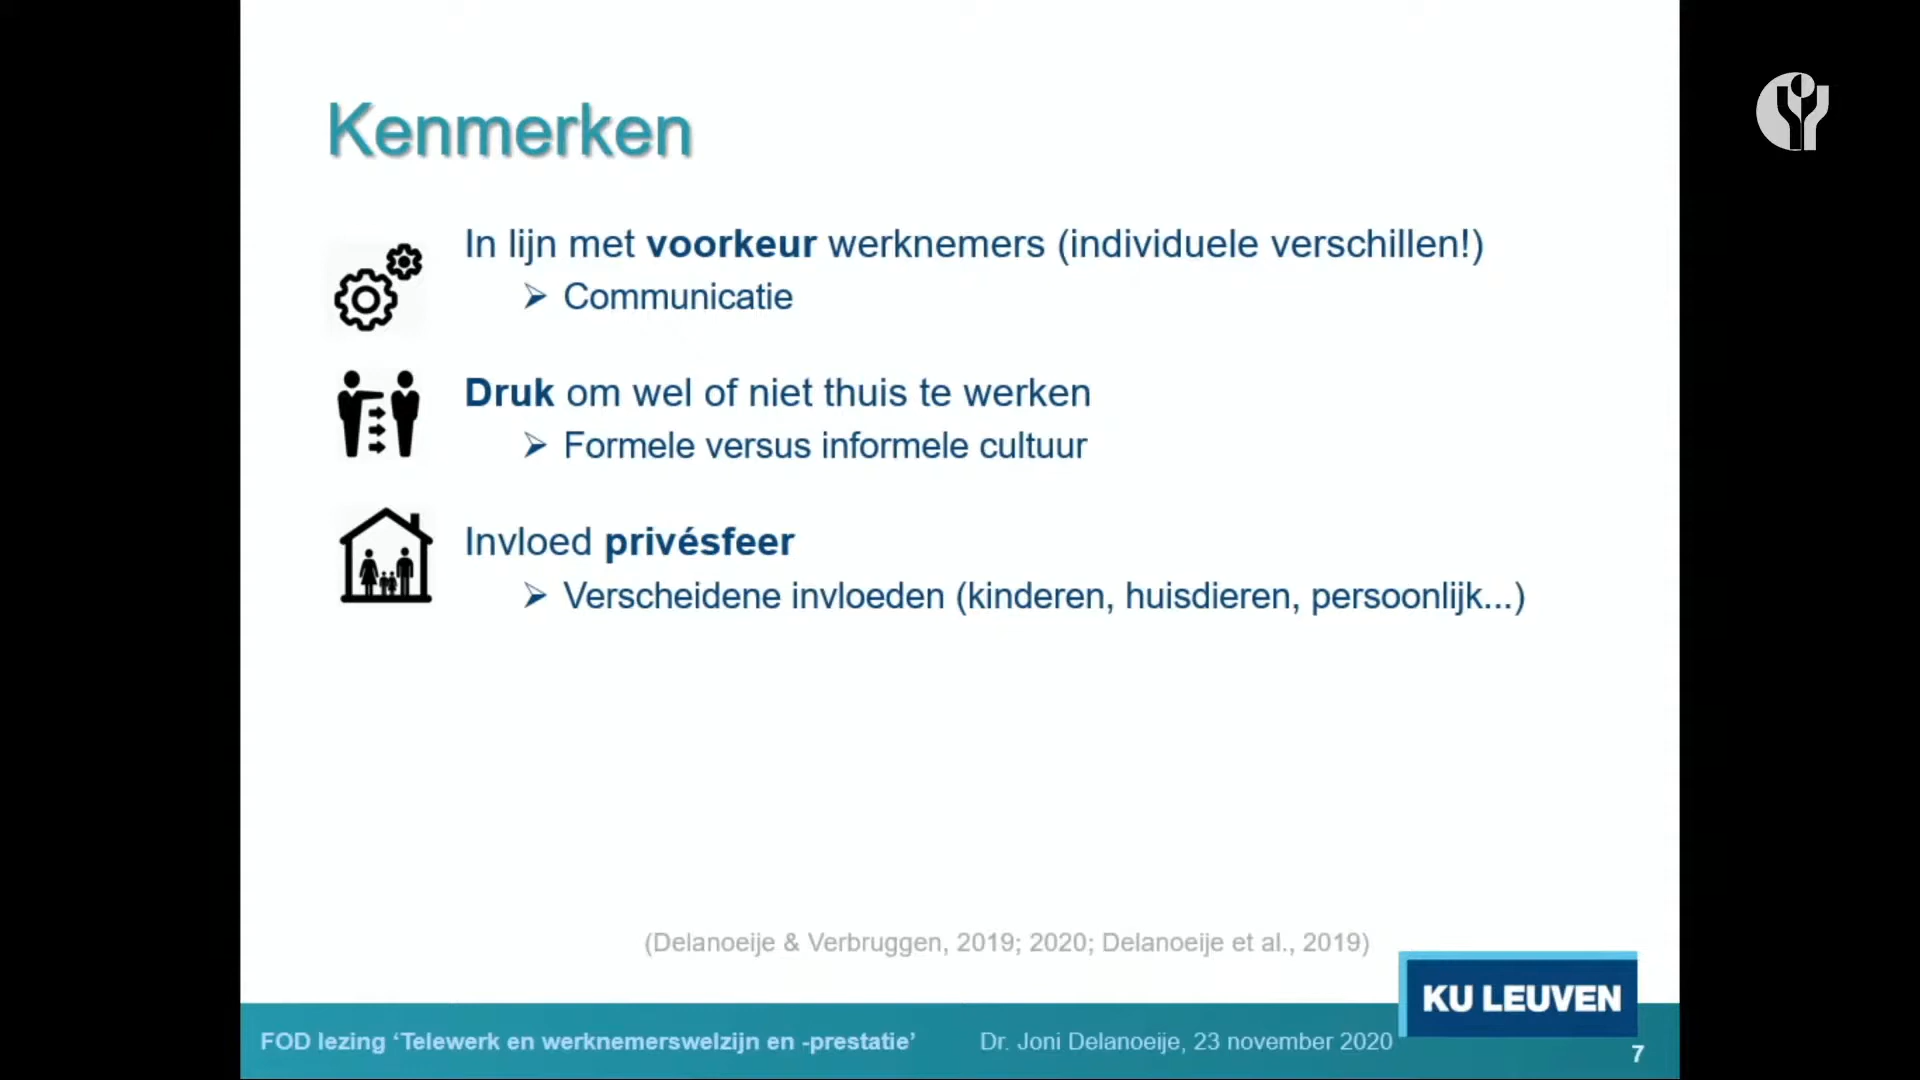 Kenmerken
In lijn met voorkeur werknemers (individuele verschillen!)
➢ Communicatie
Druk om wel of niet thuis te werken
➢ Formele versus informele cultuur
Invloed privésfeer
➢ Verscheidene invloeden (kinderen, huisdieren, persoonlijk...)
(Delanoeije & Verbruggen, 2019; 2020; Delanoeije et al., 2019)
KU LEUVEN
FOD lezing ‘Telewerk en werknemerswelzijn en -prestatie’ Dr. Joni Delanoeije, 23 november 2020
7